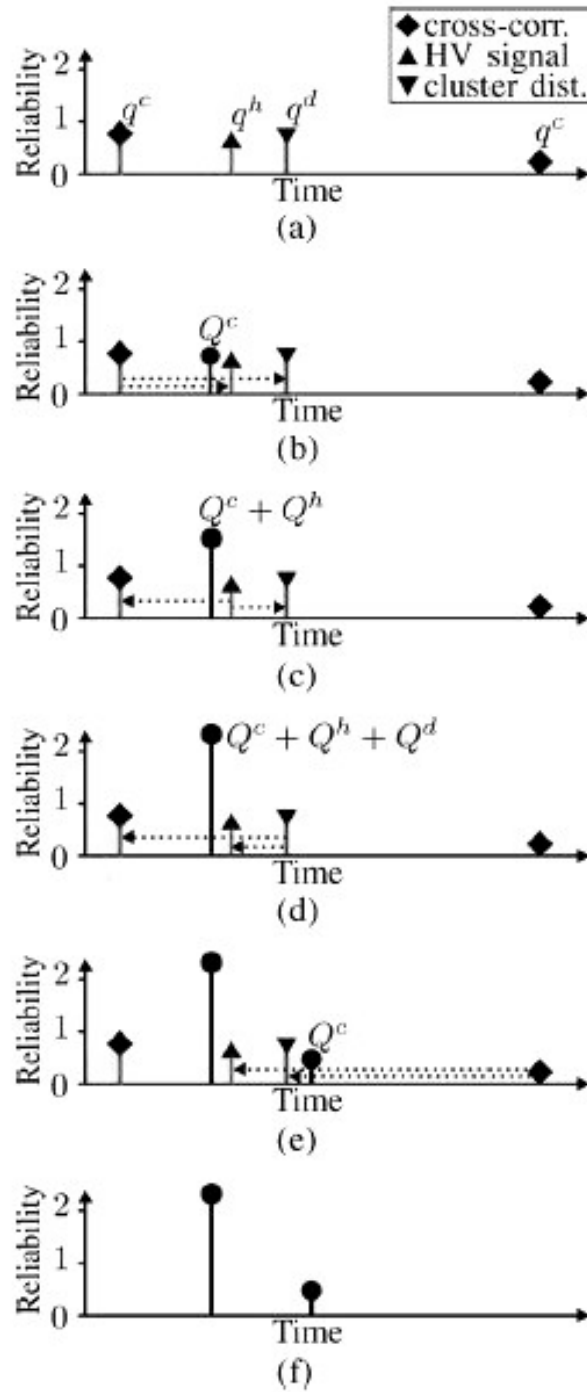 cross-corr.
HV signal
cluster dist.
Reliability
2
1
0
q^c
q^h
q^d
q^c
Time
(a)
Reliability
2
1
0
Q^c
Time
(b)
Reliability
2
1
0
Q^c + Q^h
Time
(c)
Reliability
2
1
0
Q^c + Q^h + Q^d
Time
(d)
Reliability
2
1
0
Q^c
Time
(e)
Reliability
2
1
0
Time
(f)